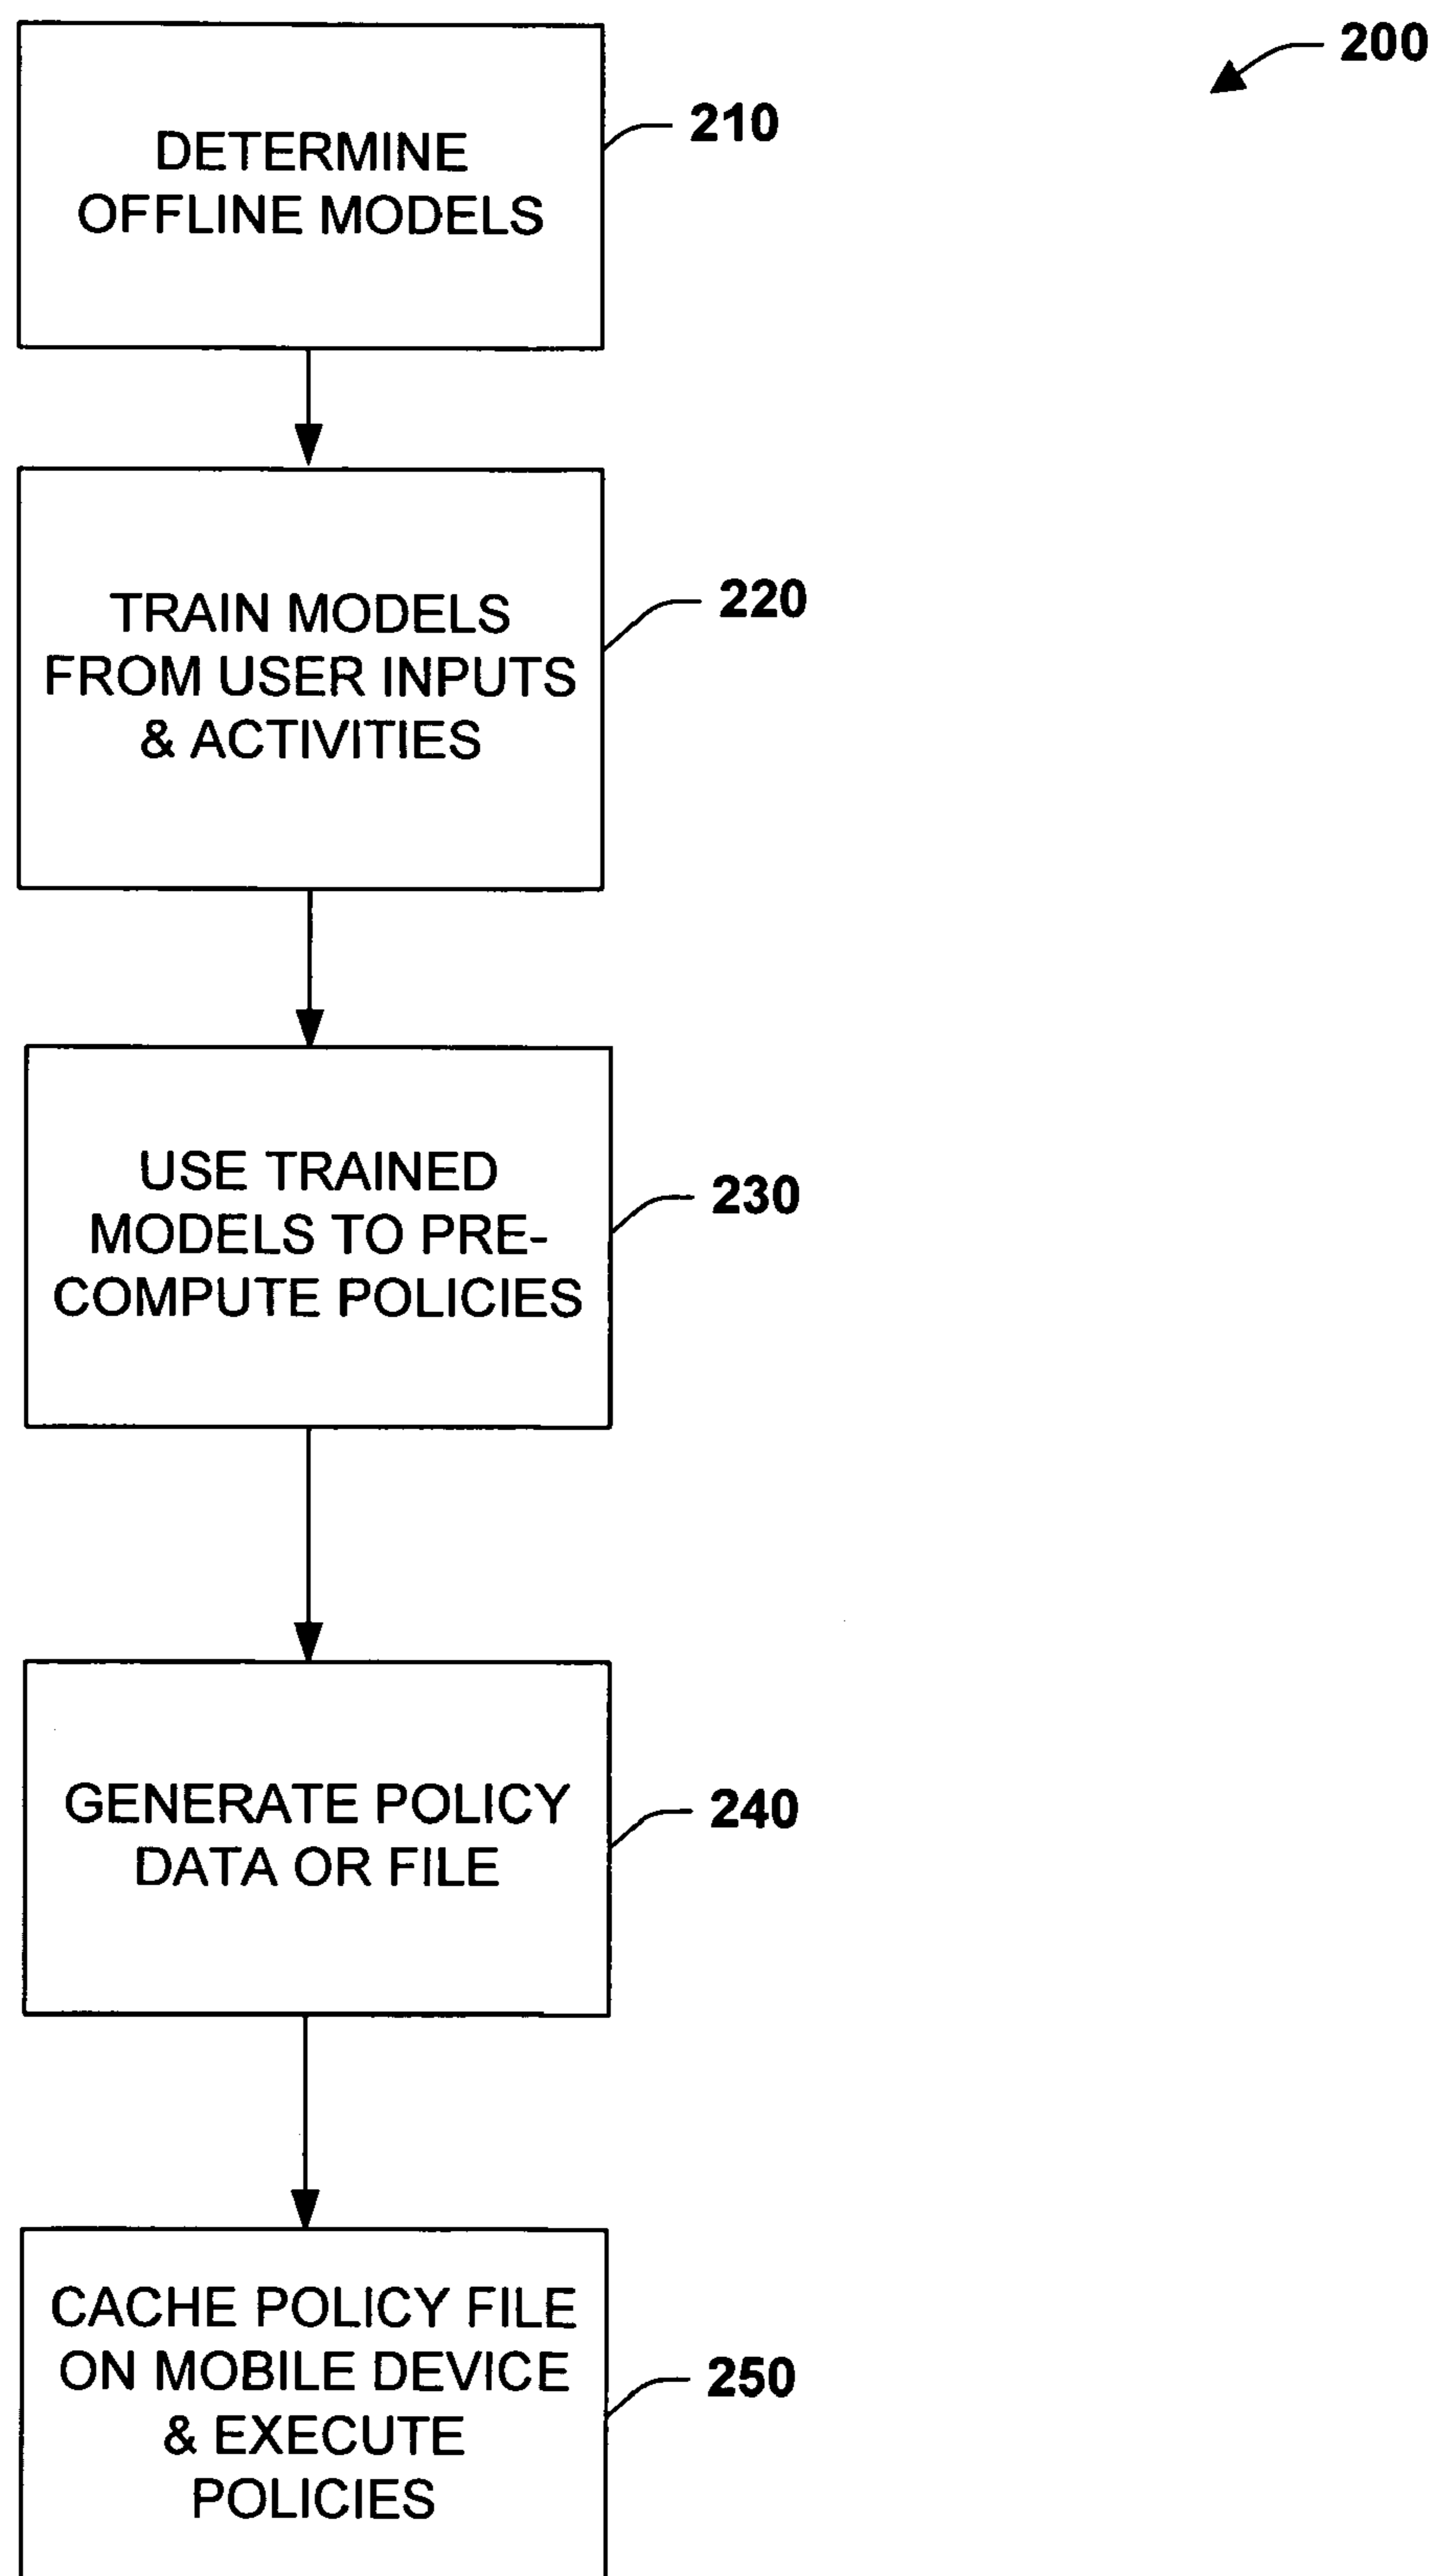 200
DETERMINE
OFFLINE MODELS
210
TRAIN MODELS
FROM USER INPUTS
& ACTIVITIES
220
USE TRAINED
MODELS TO PRE-
COMPUTE POLICIES
230
GENERATE POLICY
DATA OR FILE
240
CACHE POLICY FILE
ON MOBILE DEVICE
& EXECUTE
POLICIES
250